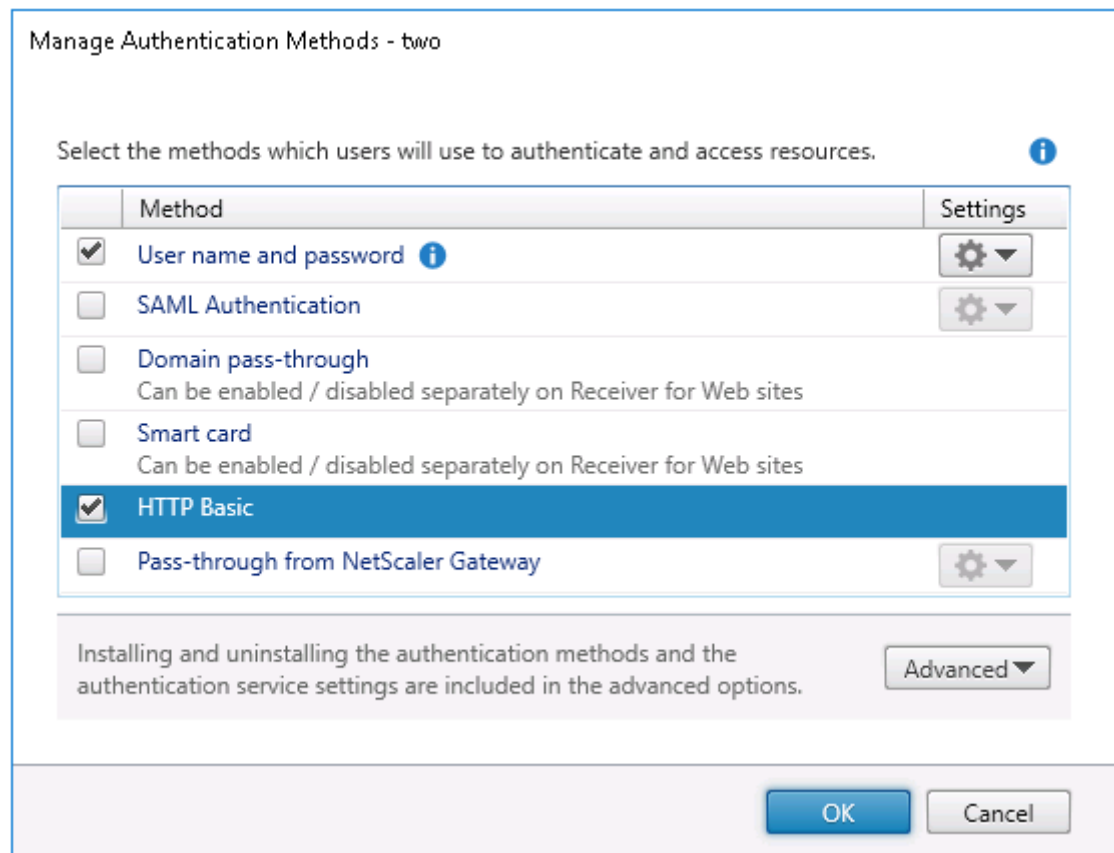 Manage Authentication Methods - two
Select the methods which users will use to authenticate and access resources.
Method Settings
User name and password
SAML Authentication
Domain pass-through
Can be enabled / disabled separately on Receiver for Web sites
Smart card
Can be enabled / disabled separately on Receiver for Web sites
HTTP Basic
Pass-through from NetScaler Gateway
Installing and uninstalling the authentication methods and the
authentication service settings are included in the advanced options.
Advanced
OK Cancel